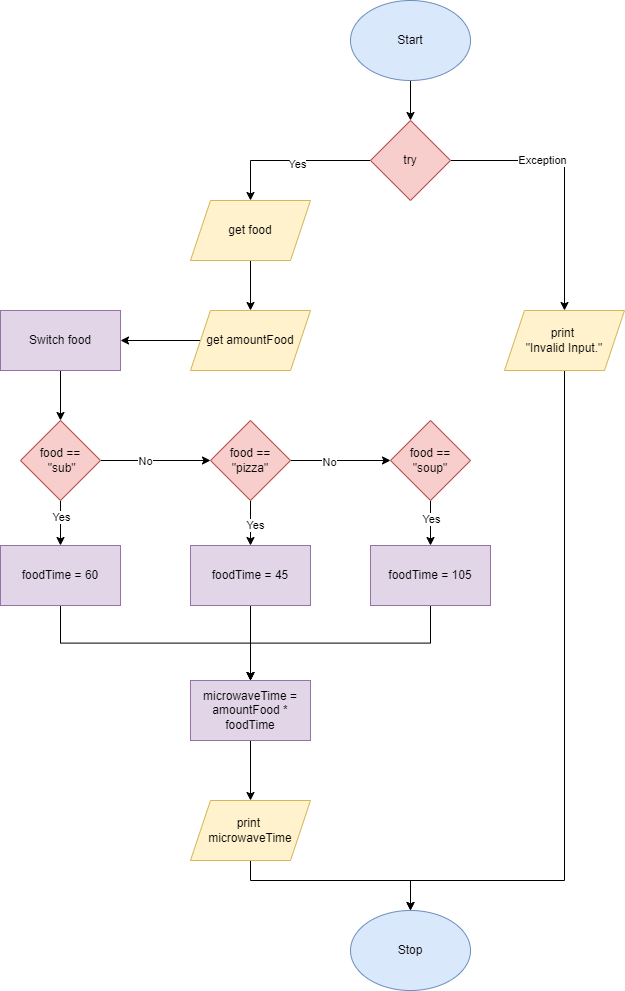 Start
try
Yes
Exception
get food
Switch food
get amountFood
print
"Invalid Input."
food ==
"sub"
No
food ==
"pizza"
No
food ==
"soup"
Yes
Yes
Yes
foodTime = 60
foodTime = 45
foodTime = 105
microwaveTime =
amountFood *
foodTime
print
microwaveTime
Stop